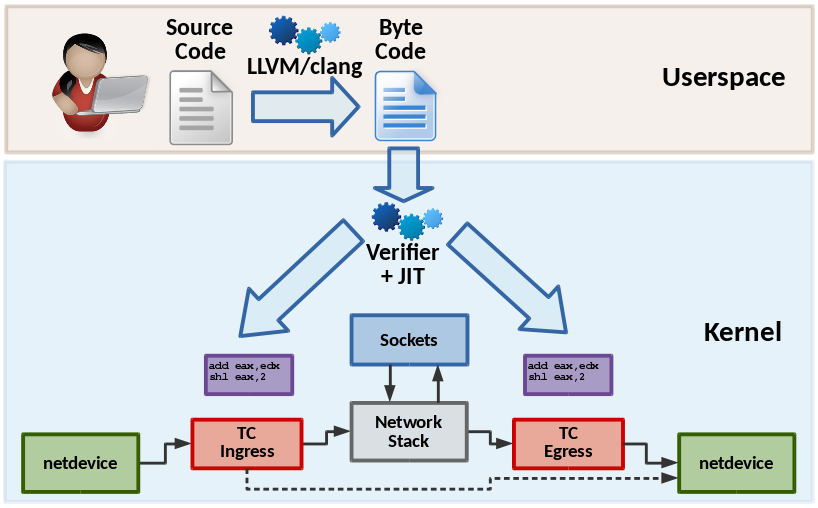 Source
Code
LLVM/clang
Byte
Code
Userspace
Verifier
+ JIT
Kernel
Sockets
add eax,edx
shl eax,2
add eax,edx
shl eax,2
Network
Stack
TC
Ingress
TC
Egress
netdevice
netdevice